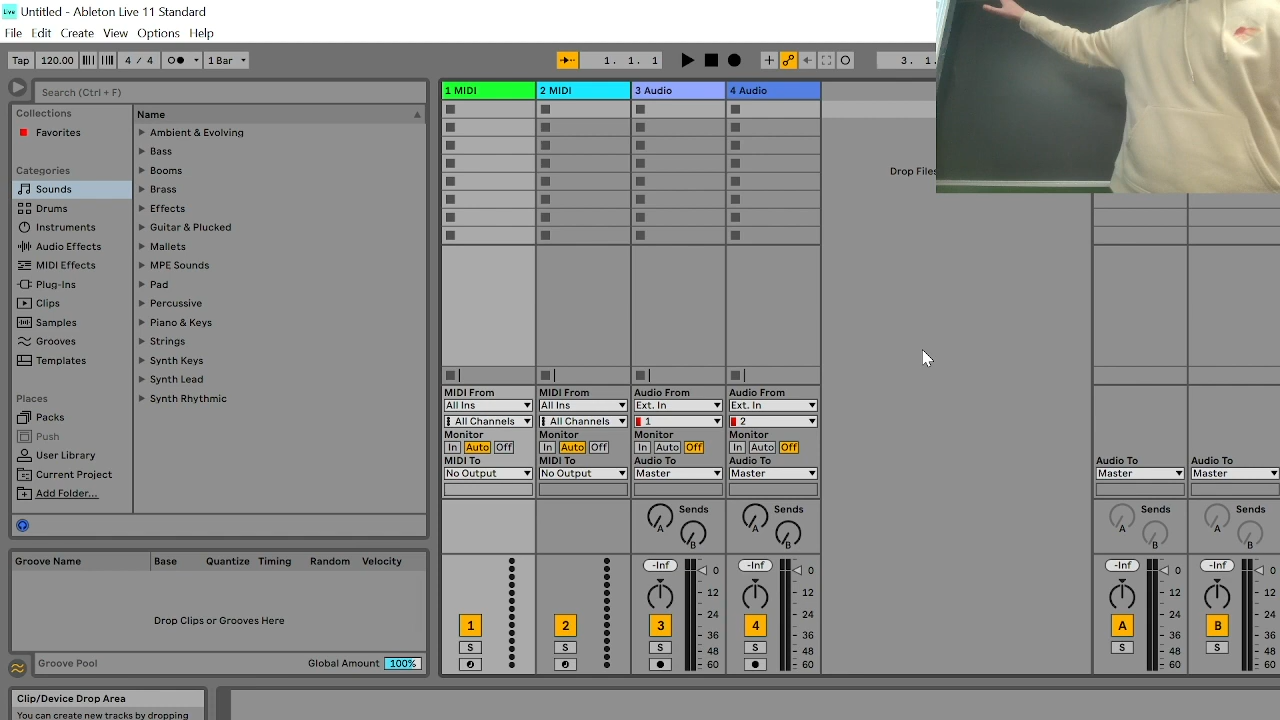 Live Untitled - Ableton Live 11 Standard
File Edit Create View Options Help
Tap 120.00 4 / 4 1 Bar 1. 1. 1 3. 1.
Search (Ctrl + F)
Collections
Favorites
Categories
Sounds
Drums
Instruments
Audio Effects
MIDI Effects
Plug-Ins
Clips
Samples
Grooves
Templates
Places
Packs
Push
User Library
Current Project
Add Folder...
Name
Ambient & Evolving
Bass
Booms
Brass
Effects
Guitar & Plucked
Mallets
MPE Sounds
Pad
Percussive
Piano & Keys
Strings
Synth Keys
Synth Lead
Synth Rhythmic
1 MIDI 2 MIDI 3 Audio 4 Audio
Drop Files
MIDI From MIDI From Audio From Audio From
All Ins All Ins Ext. In Ext. In
All Channels All Channels 1 2
Monitor Monitor Monitor Monitor
In Auto Off In Auto Off In Auto Off In Auto Off
MIDI To MIDI To Audio To Audio To Audio To Audio To
No Output No Output Master Master Master Master
Sends Sends Sends Sends
A A A A
B B B B
-Inf 0 -Inf 0 -Inf 0 -Inf 0
12 12 12 12
24 24 24 24
1 2 3 36 4 36 A 36 B 36
S S S 48 S 48 S 48 S 48
60 60 60 60
Groove Name Base Quantize Timing Random Velocity
Drop Clips or Grooves Here
Groove Pool Global Amount 100%
Clip/Device Drop Area
You can create new tracks by dropping